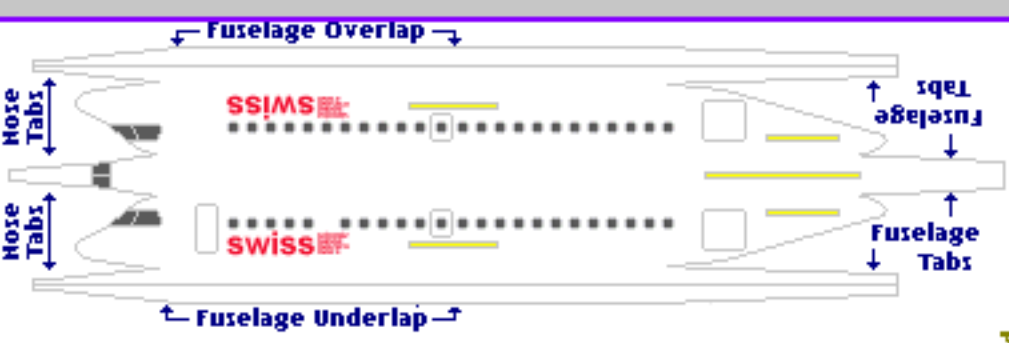 Fuselage Overlap
Nose
Tabs
swiss
Fuselage
Tabs
Nose
Tabs
swiss
Fuselage
Tabs
Fuselage Underlap